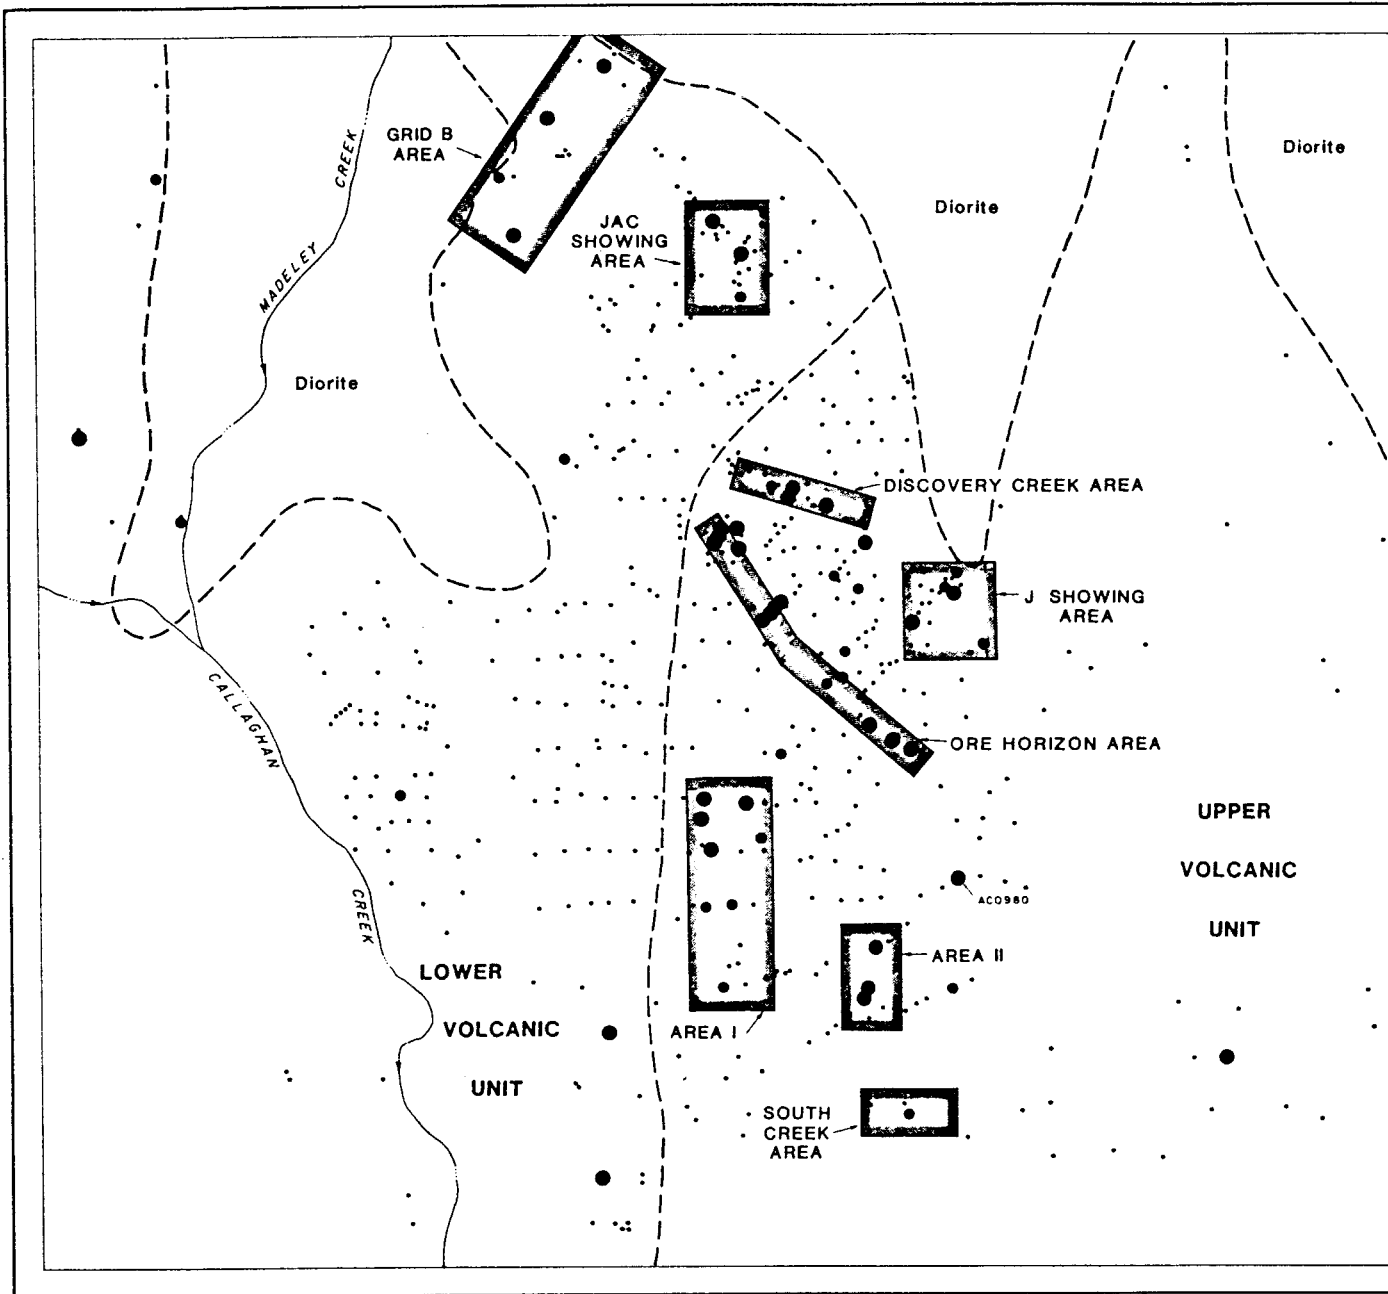 GRID B
AREA
MADELEY CREEK
JAC
SHOWING
AREA
Diorite
Diorite
Diorite
DISCOVERY CREEK AREA
J SHOWING
AREA
ORE HORIZON AREA
CALLAGHAN CREEK
UPPER
VOLCANIC
UNIT
AC0980
LOWER
VOLCANIC
UNIT
AREA II
AREA I
SOUTH
CREEK
AREA